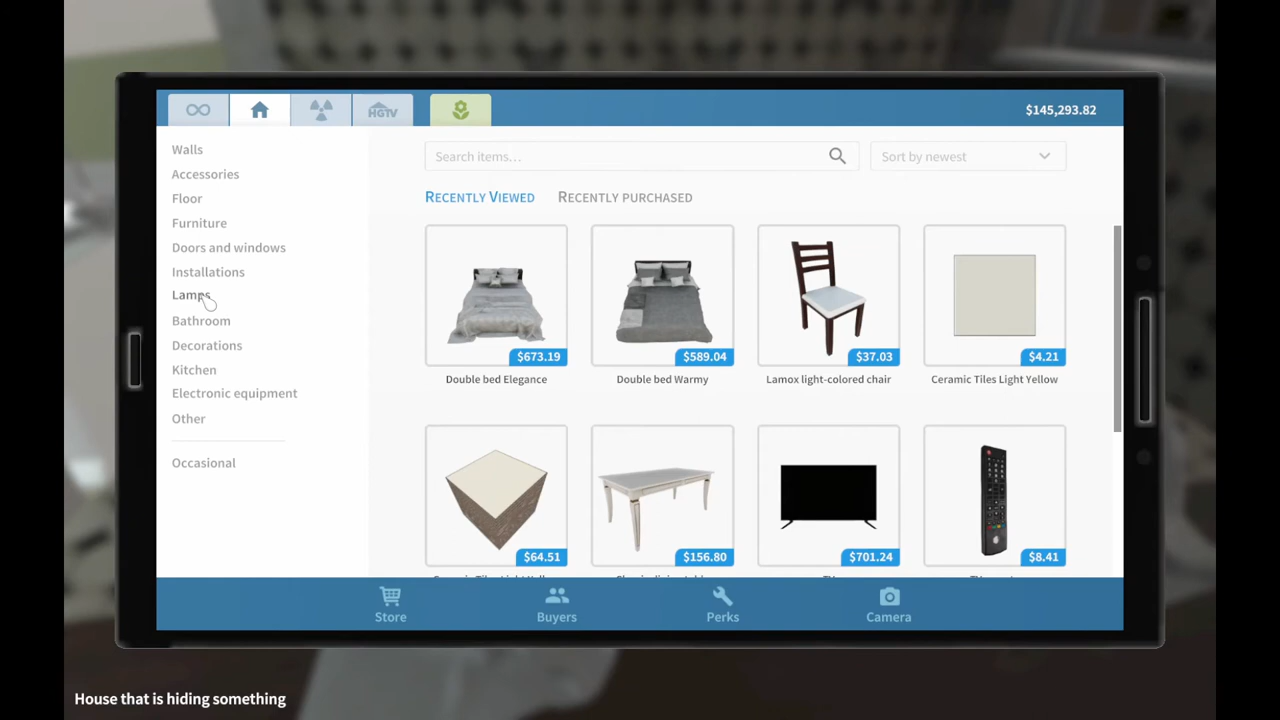 HGTV
$145,293.82
Walls
Accessories
Floor
Furniture
Doors and windows
Installations
Lamps
Bathroom
Decorations
Kitchen
Electronic equipment
Other
Occasional
Search items...
Sort by newest
RECENTLY VIEWED
RECENTLY PURCHASED
$673.19
$589.04
$37.03
$4.21
Double bed Elegance
Double bed Warmy
Lamox light-colored chair
Ceramic Tiles Light Yellow
$64.51
$156.80
$701.24
$8.41
Store
Buyers
Perks
Camera
House that is hiding something